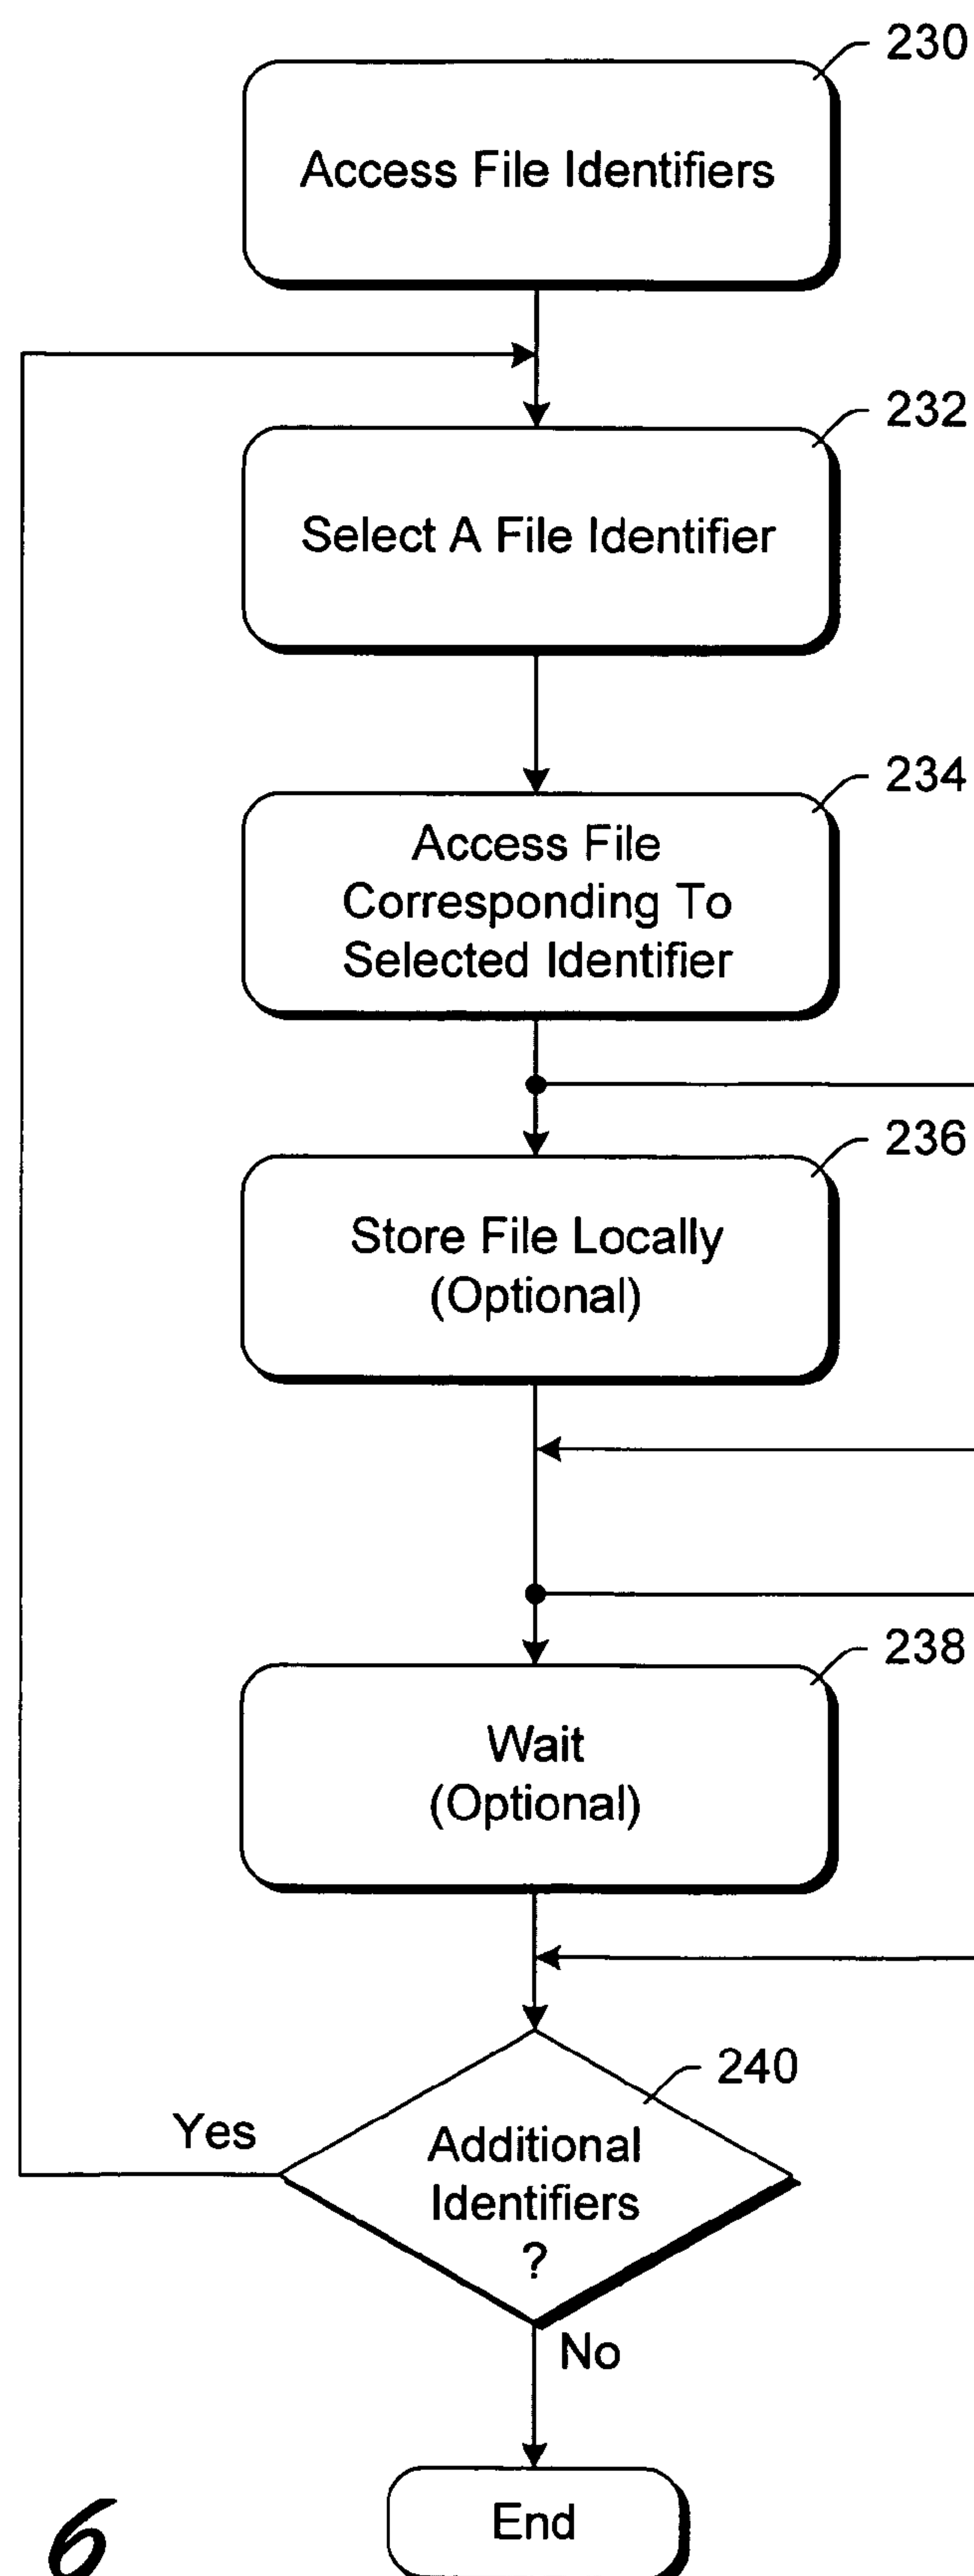 230
Access File Identifiers
232
Select A File Identifier
234
Access File
Corresponding To
Selected Identifier
236
Store File Locally
(Optional)
238
Wait
(Optional)
240
Yes
Additional
Identifiers
?
No
End
6